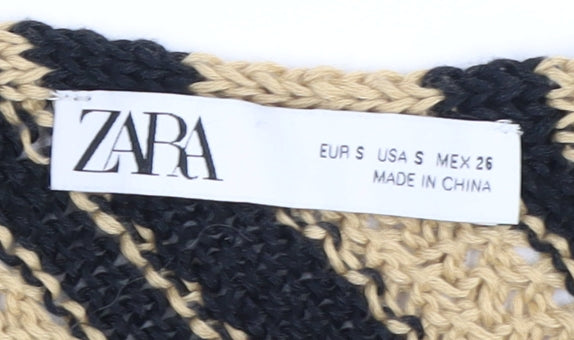 ZARA
EUR S USA S MEX 26
MADE IN CHINA